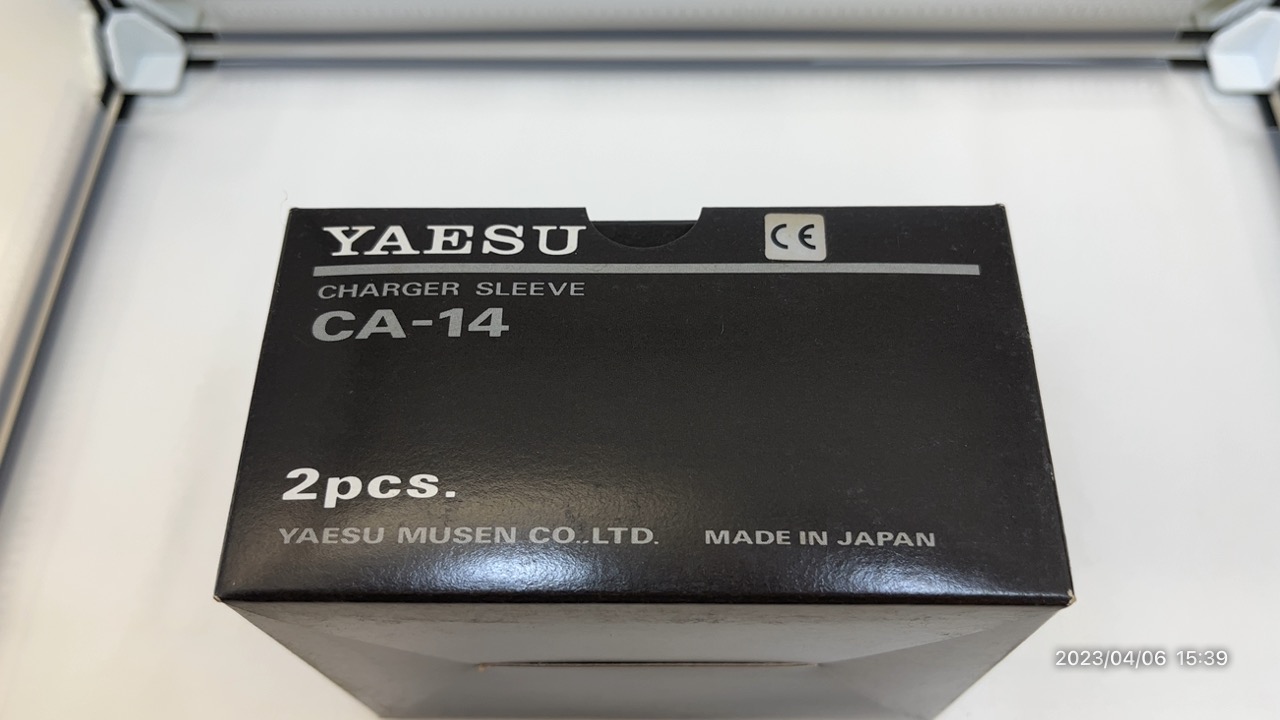 YAESU
CE
CHARGER SLEEVE
CA-14
2pcs.
YAESU MUSEN CO.,LTD. MADE IN JAPAN
2023/04/06 15:39